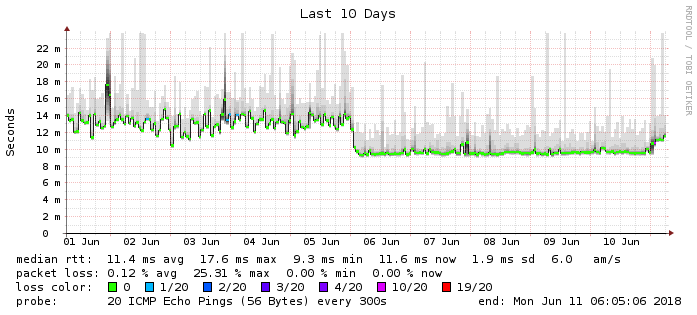 Last 10 Days
RRDTOOL / TOBI OETIKER
Seconds
22 m
20 m
18 m
16 m
14 m
12 m
10 m
8 m
6 m
4 m
2 m
0
01 Jun 02 Jun 03 Jun 04 Jun 05 Jun 06 Jun 07 Jun 08 Jun 09 Jun 10 Jun
median rtt: 11.4 ms avg 17.6 ms max 9.3 ms min 11.6 ms now 1.9 ms sd 6.0 am/s
packet loss: 0.12 % avg 25.31 % max 0.00 % min 0.00 % now
loss color: 0 1/20 2/20 3/20 4/20 10/20 19/20
probe: 20 ICMP Echo Pings (56 Bytes) every 300s end: Mon Jun 11 06:05:06 2018